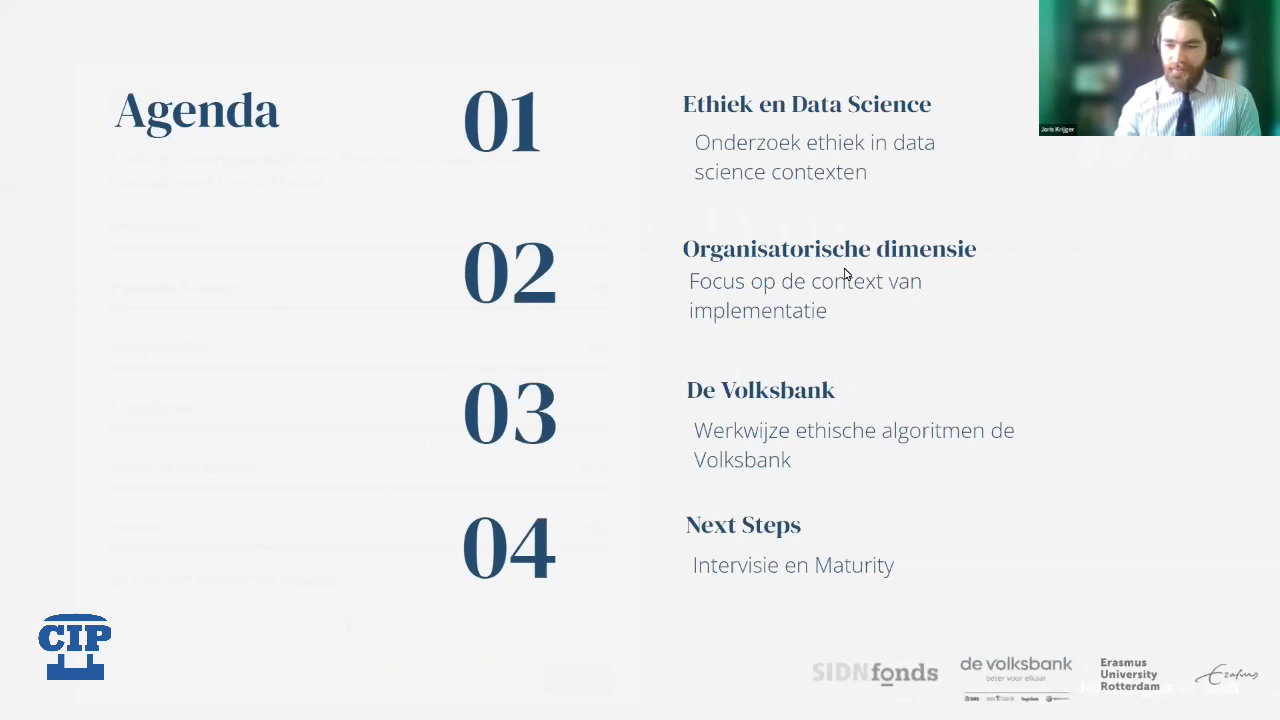 Agenda
01
Ethiek en Data Science
Onderzoek ethiek in data
science contexten
02
Organisatorische dimensie
Focus op de context van
implementatie
03
De Volksbank
Werkwijze ethische algoritmen de
Volksbank
04
Next Steps
Intervisie en Maturity
Joris Krijger
CIP
SIDNfonds
de volksbank
beter voor elkaar
Erasmus
University
Rotterdam
Erasmus